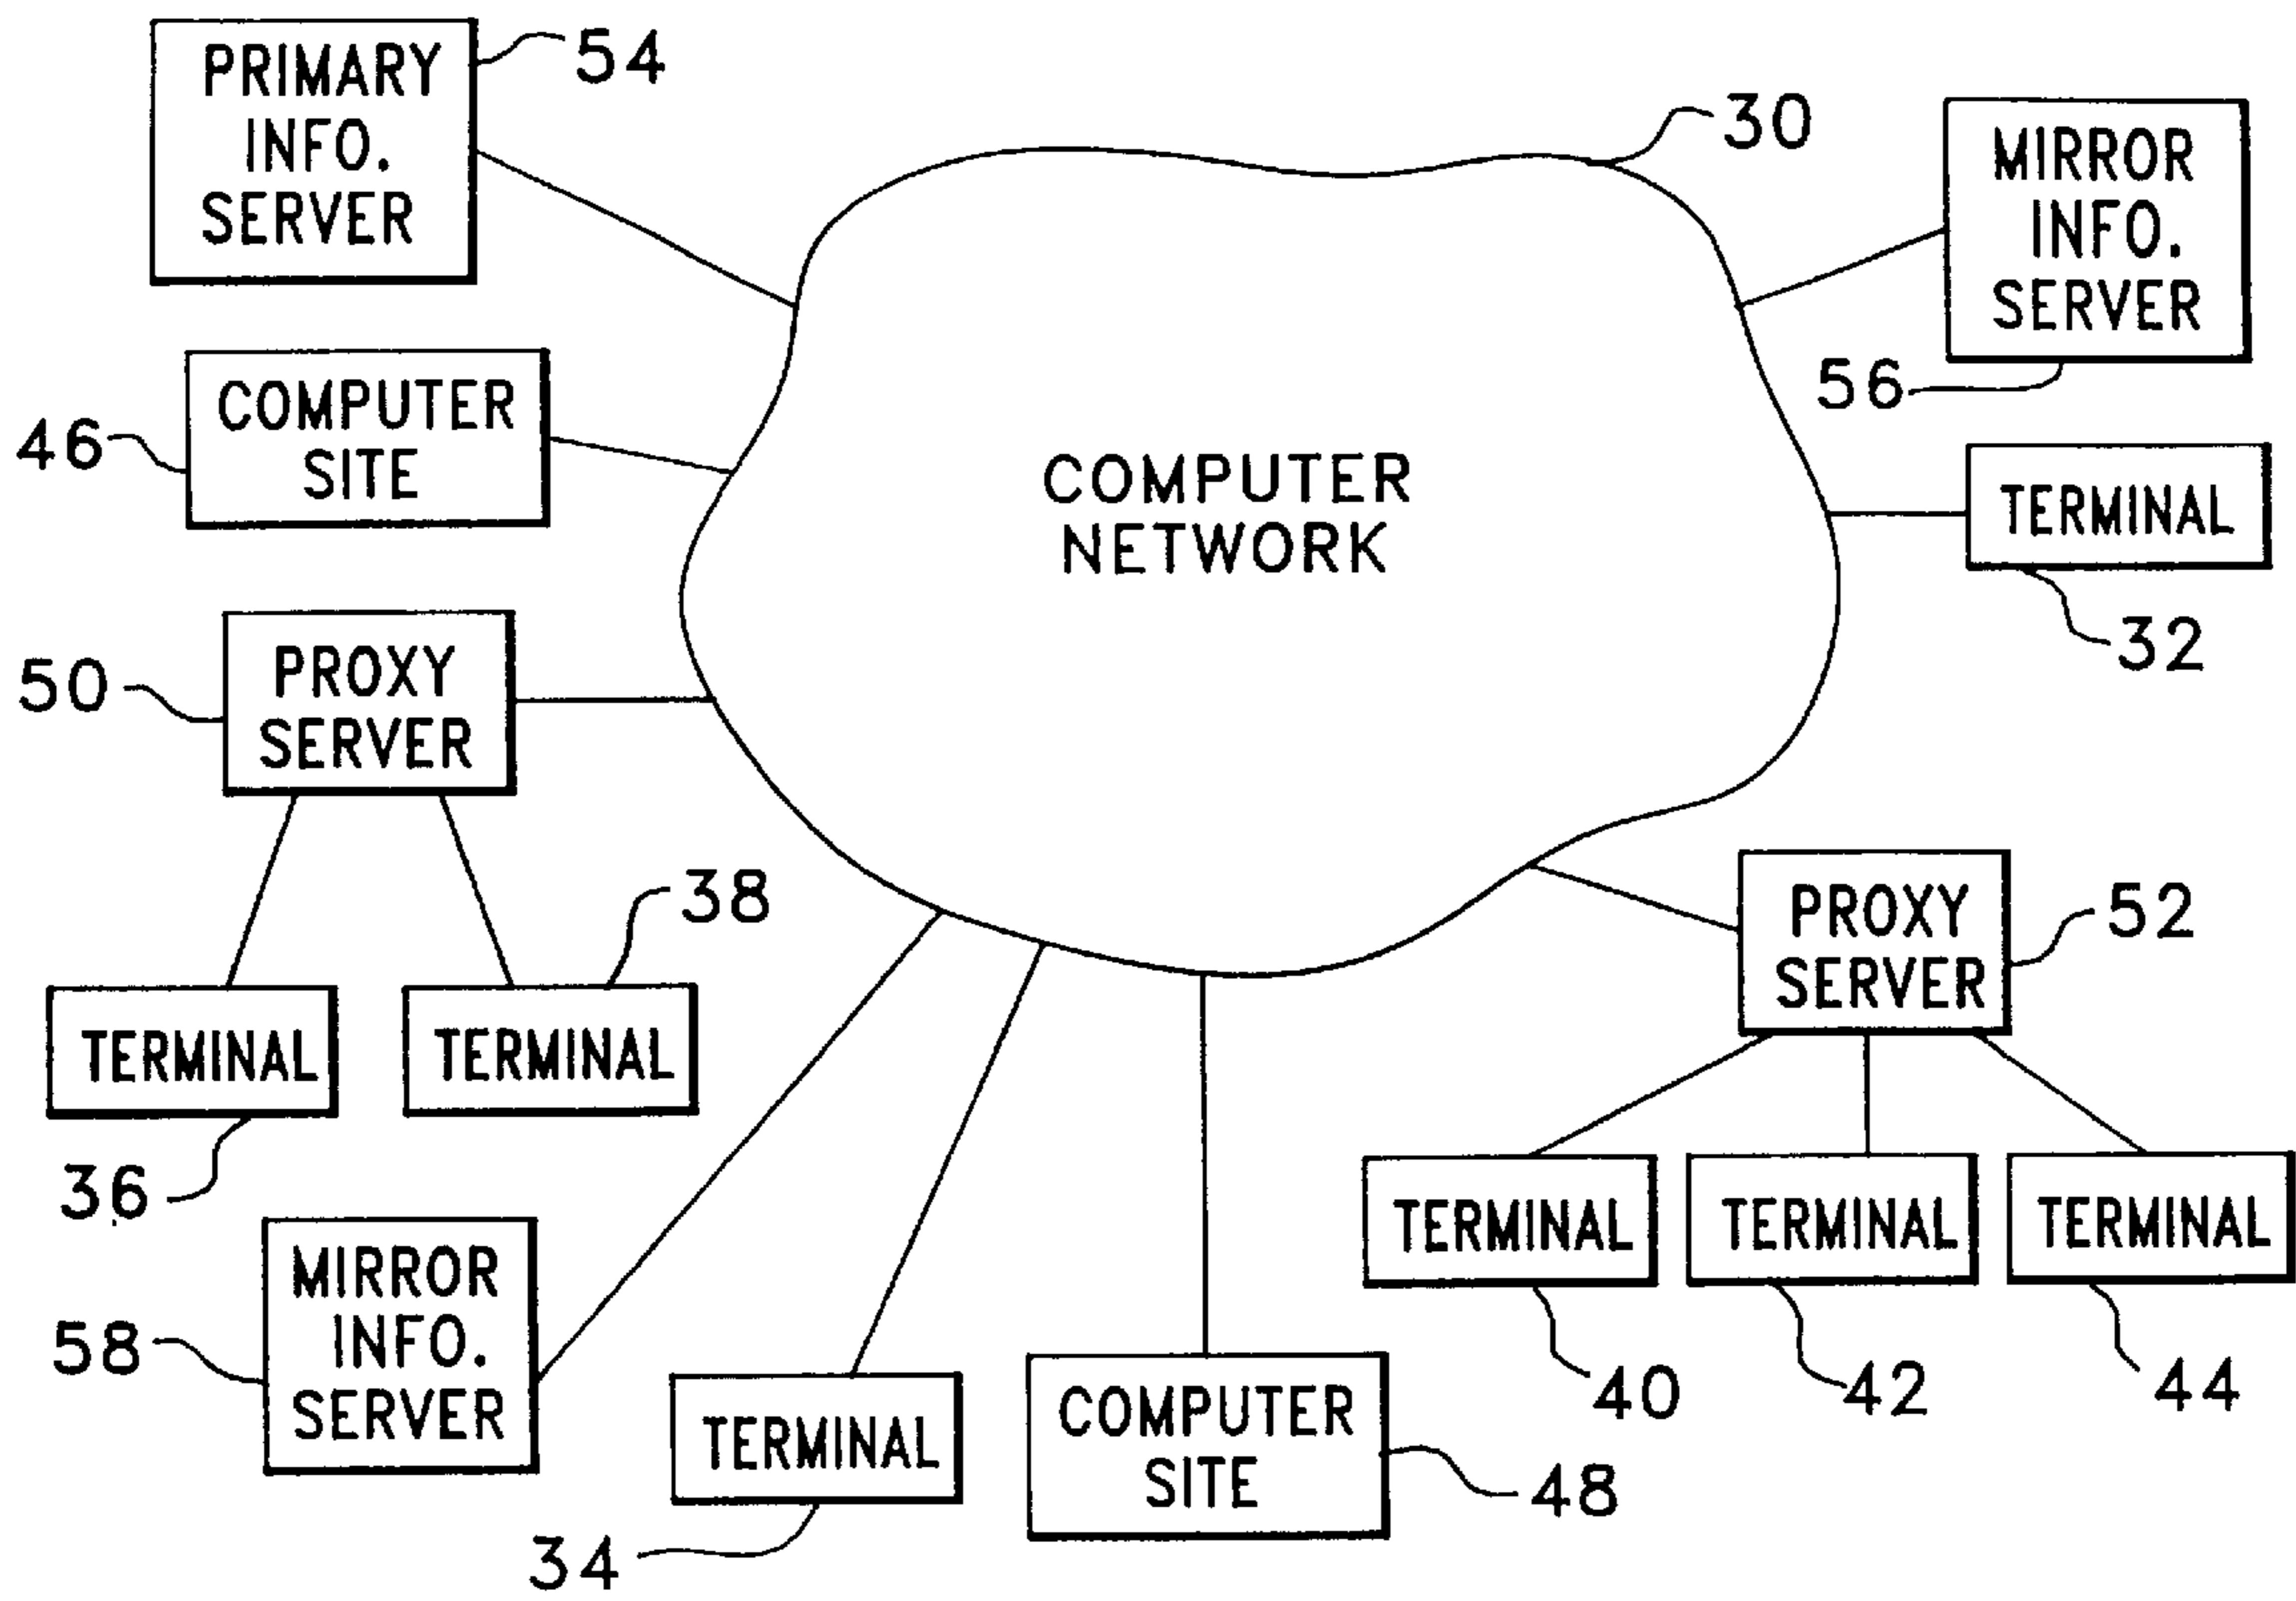 PRIMARY
INFO.
SERVER
54
30
MIRROR
INFO.
SERVER
56
COMPUTER
SITE
46
COMPUTER
NETWORK
TERMINAL
32
PROXY
SERVER
50
38
PROXY
SERVER
52
TERMINAL
TERMINAL
36
TERMINAL
TERMINAL
TERMINAL
40
42
44
MIRROR
INFO.
SERVER
58
TERMINAL
34
COMPUTER
SITE
48